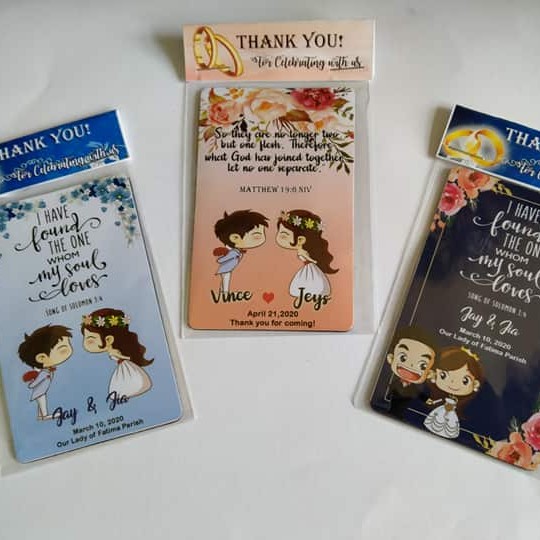 THANK YOU!
for Celebrating with us
I HAVE
found
THE ONE
WHOM
my soul
loves
SONG OF SOLOMON 3:4
Jay & Jia
March 10, 2020
Our Lady of Fatima Parish
THANK YOU!
for Celebrating with us
So they are no longer two,
but one flesh. Therefore
what God has joined together,
let no one separate.
MATTHEW 19:6 NIV
Vince Jeys
April 21,2020
Thank you for coming!
THA
for Cele
I HAVE
found
THE ONE
WHOM
my soul
loves
SONG OF SOLOMON 3:4
Jay & Jia
March 10, 2020
Our Lady of Fatima Parish